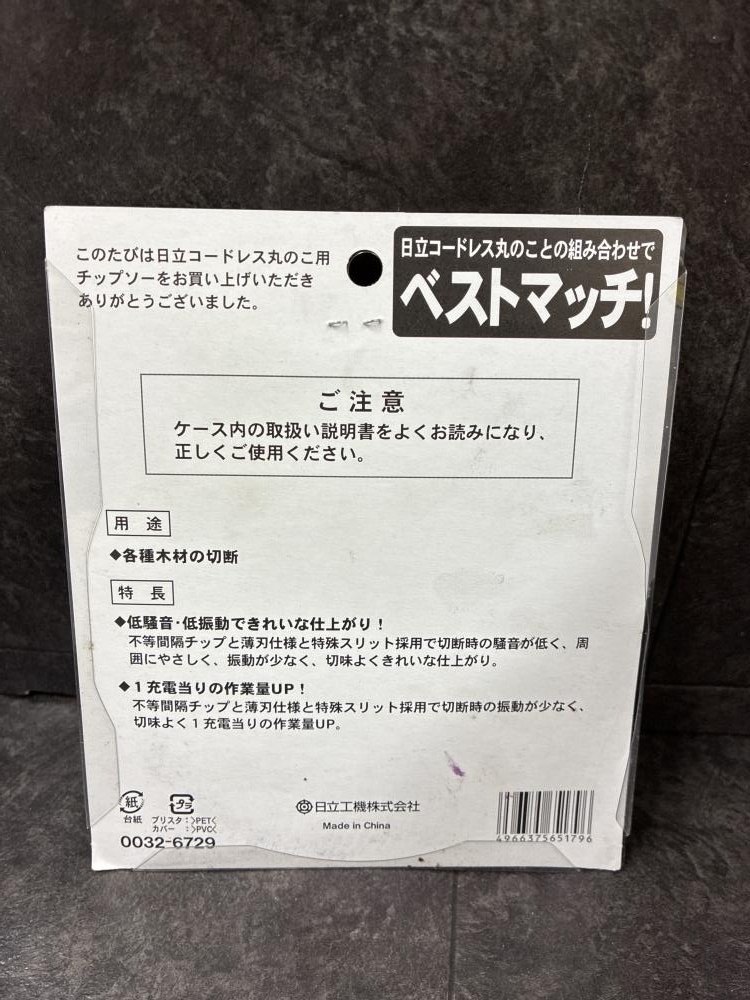 このたびは日立コードレス丸のこ用
チップソーをお買い上げいただき
ありがとうございました。
日立コードレス丸のことの組み合わせで
ベストマッチ!
ご注意
ケース内の取扱い説明書をよくお読みになり、
正しくご使用ください。
用途
◆各種木材の切断
特長
◆低騒音・低振動できれいな仕上がり!
不等間隔チップと薄刃仕様と特殊スリット採用で切断時の騒音が低く、周
囲にやさしく、振動が少なく、切味よくきれいな仕上がり。
◆1充電当りの作業量UP!
不等間隔チップと薄刃仕様と特殊スリット採用で切断時の振動が少なく、
切味よく1充電当りの作業量UP。
紙
台紙
プラ
ブリスタ:>PET<
カバー:>PVC<
0032-6729
日立工機株式会社
Made in China
4966375651796